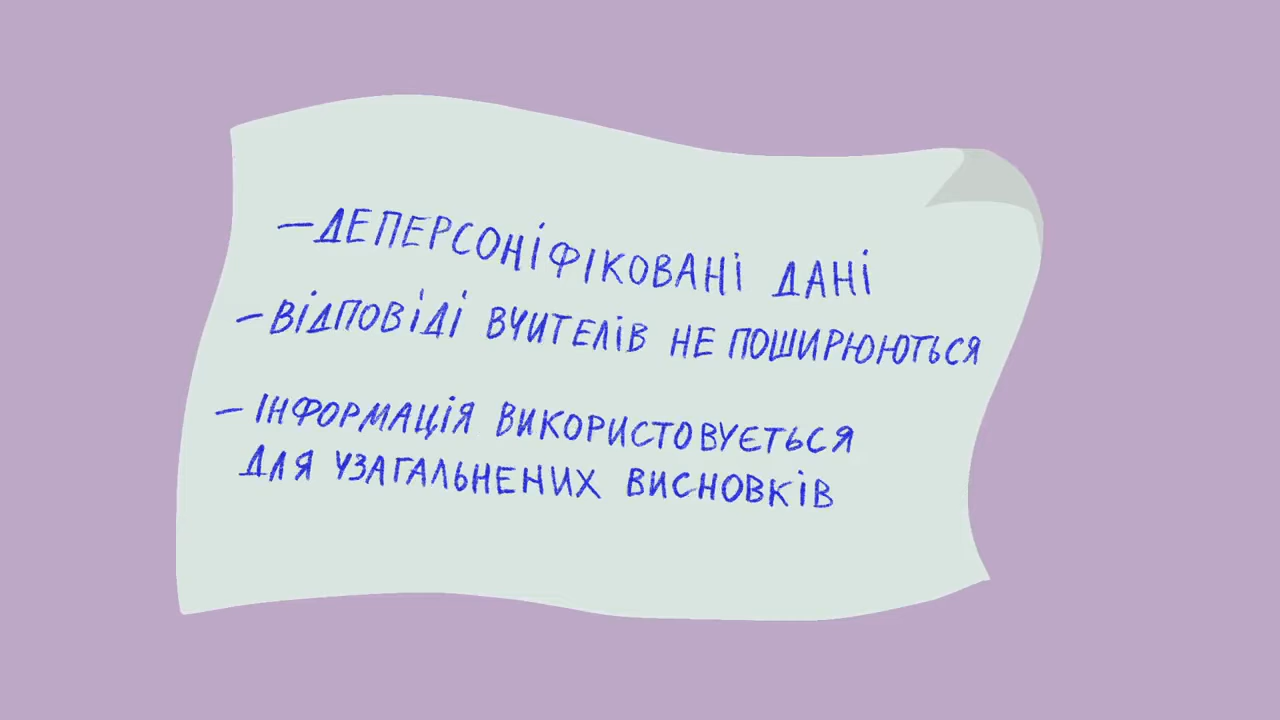 – ДЕПЕРСОНІФІКОВАНІ ДАНІ
– ВІДПОВІДІ ВЧИТЕЛІВ НЕ ПОШИРЮЮТЬСЯ
– ІНФОРМАЦІЯ ВИКОРИСТОВУЄТЬСЯ
ДЛЯ УЗАГАЛЬНЕНИХ ВИСНОВКІВ